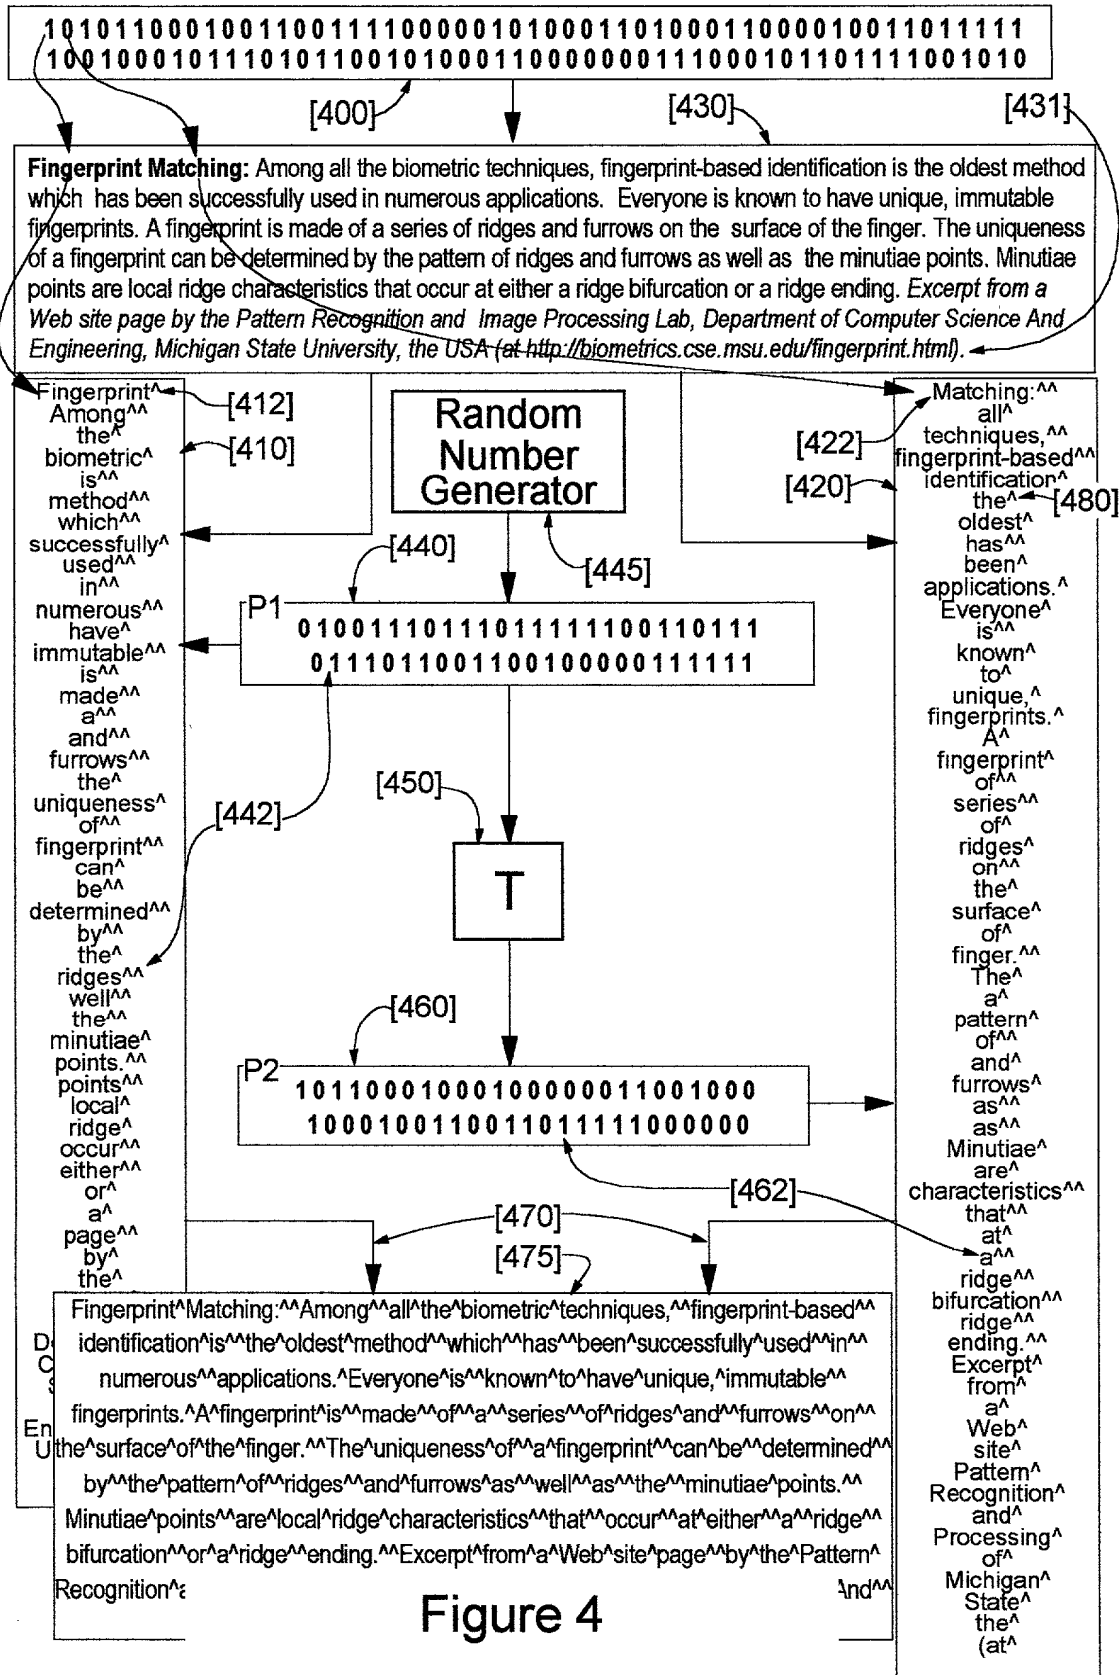 1010110001001100111100000101000110100011000010011011111
100100010111010110010100011000000011100010110111100 1010
[400]
[430]
[431]
Fingerprint Matching: Among all the biometric techniques, fingerprint-based identification is the oldest method
which has been successfully used in numerous applications. Everyone is known to have unique, immutable
fingerprints. A fingerprint is made of a series of ridges and furrows on the surface of the finger. The uniqueness
of a fingerprint can be determined by the pattern of ridges and furrows as well as the minutiae points. Minutiae
points are local ridge characteristics that occur at either a ridge bifurcation or a ridge ending. Excerpt from a
Web site page by the Pattern Recognition and Image Processing Lab, Department of Computer Science And
Engineering, Michigan State University, the USA (at http://biometrics.cse.msu.edu/fingerprint.html).
Fingerprint^
Among^^
the^
biometric^
is^^
method^^
which^^
successfully^
used^^
in^^
numerous^^
have^
immutable^^
is^^
made^^
a^^
and^^
furrows^^
the^
uniqueness^
of^^
fingerprint^^
can^
be^^
determined^^
by^^
the^
ridges^^
well^^
the^^
minutiae^
points.^^
points^^
local^
ridge^
occur^^
either^^
or^
a^
page^^
by^
the^
[412]
[410]
Random
Number
Generator
[445]
[440]
P1
0100111011101111110011 0111
0111011001100100000111111
[442]
[450]
T
[460]
P2
10110001000100000011001000
1000100110011011111000000
[462]
[470]
[475]
[422]
[420]
[480]
Matching:^^
all^
techniques,^^
fingerprint-based^^
identification^
the^
oldest^
has^^
been^
applications.^
Everyone^
is^^
known^
to^
unique,^
fingerprints.^
A^
fingerprint^
of^^
series^^
of^
ridges^
on^^
the^
surface^
of^
finger.^^
The^
a^
pattern^
of^^
and^
furrows^
as^^
as^^
Minutiae^
are^
characteristics^^
that^^
at^
a^^
ridge^^
bifurcation^^
ridge^^
ending.^^
Excerpt^
from^
a^
Web^
site^
Pattern^
Recognition^
and^
Processing^
of^
Michigan^
State^
the^
(at^
Fingerprint^Matching:^^Among^^all^the^biometric^techniques,^^fingerprint-based^^
identification^is^^the^oldest^method^^which^^has^^been^successfully^used^^in^^
numerous^^applications.^Everyone^is^^known^to^have^unique,^immutable^^
fingerprints.^A^fingerprint^is^^made^^of^^a^^series^^of^ridges^and^^furrows^^on^^
the^surface^of^the^finger.^^The^uniqueness^of^^a^fingerprint^^can^be^^determined^^
by^^the^pattern^of^^ridges^^and^furrows^as^^well^^as^^the^^minutiae^points.^^
Minutiae^points^^are^local^ridge^characteristics^^that^^occur^^at^either^^a^^ridge^^
bifurcation^^or^a^ridge^^ending.^^Excerpt^from^a^Web^site^page^^by^the^Pattern^
Recognition^
And^^
Figure 4